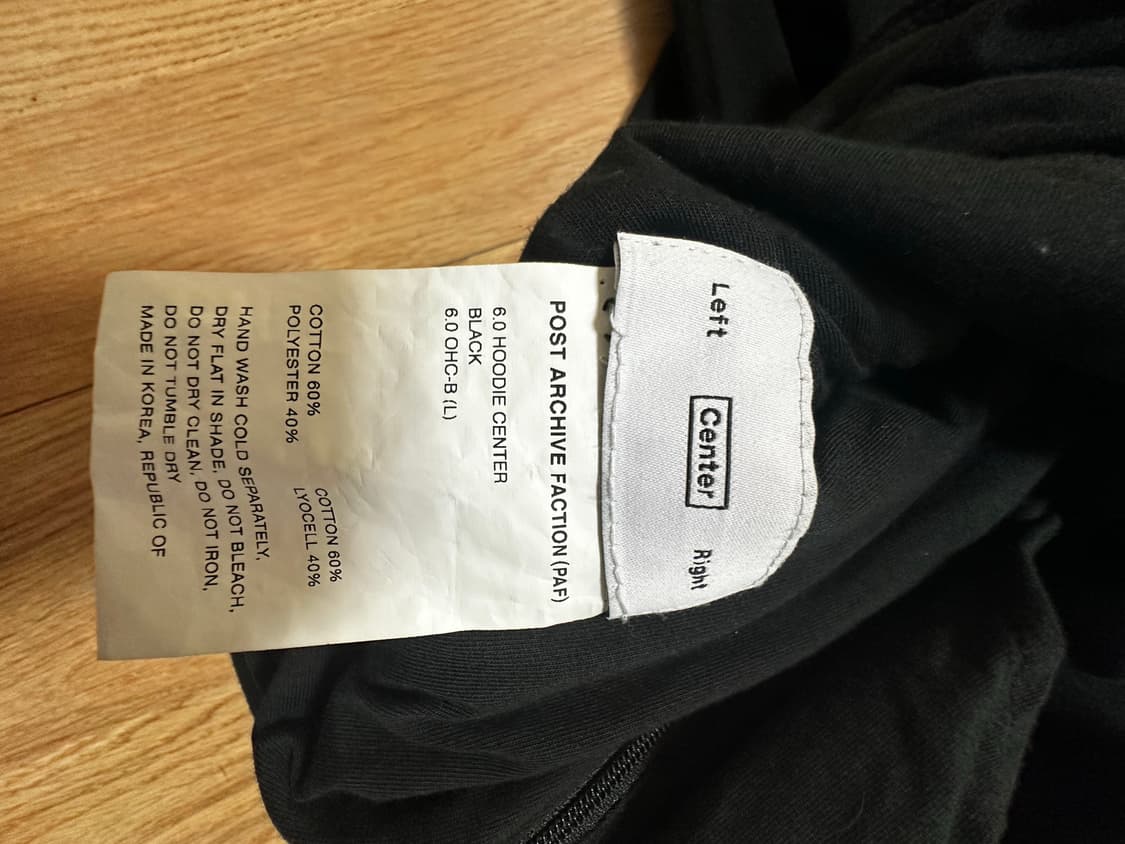 Left
Center
Right
POST ARCHIVE FACTION (PAF)
6.0 HOODIE CENTER
BLACK
6.0 OHC-B (L)
COTTON 60%
POLYESTER 40%
COTTON 60%
LYOCELL 40%
HAND WASH COLD SEPARATELY,
DRY FLAT IN SHADE, DO NOT BLEACH,
DO NOT DRY CLEAN, DO NOT IRON,
DO NOT TUMBLE DRY
MADE IN KOREA, REPUBLIC OF